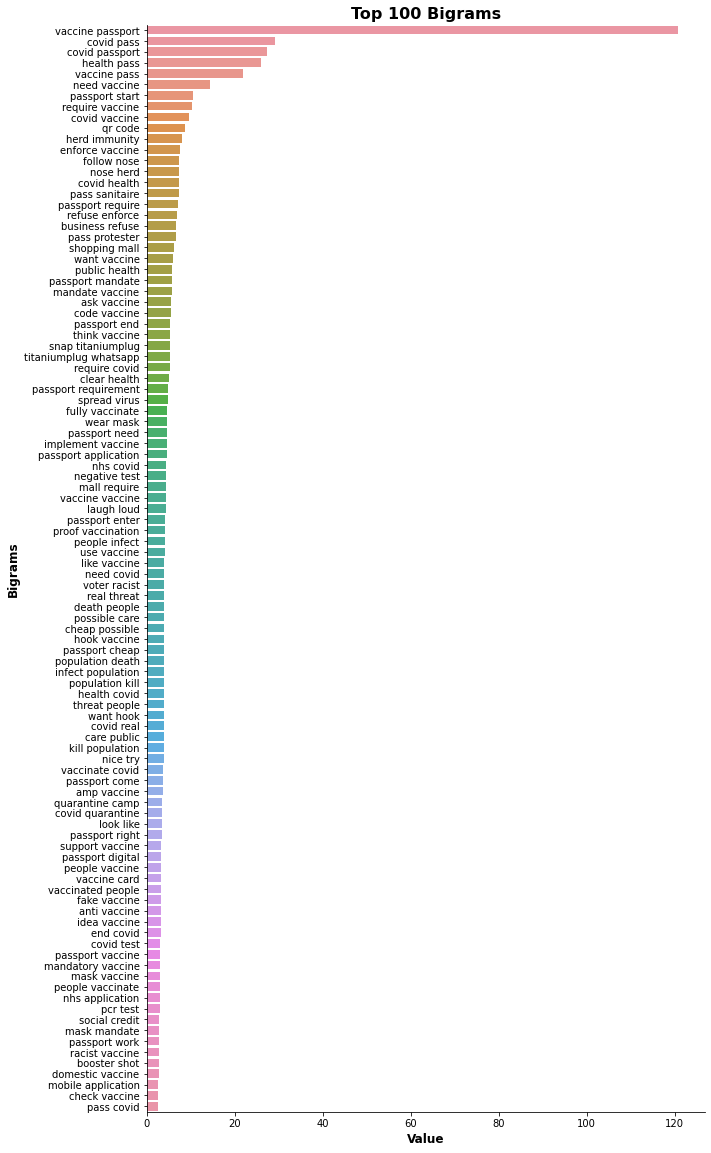 Top 100 Bigrams
vaccine passport
covid pass
covid passport
health pass
vaccine pass
need vaccine
passport start
require vaccine
covid vaccine
qr code
herd immunity
enforce vaccine
follow nose
nose herd
covid health
pass sanitaire
passport require
refuse enforce
business refuse
pass protester
shopping mall
want vaccine
public health
passport mandate
mandate vaccine
ask vaccine
code vaccine
passport end
think vaccine
snap titaniumplug
titaniumplug whatsapp
require covid
clear health
passport requirement
spread virus
fully vaccinate
wear mask
passport need
implement vaccine
passport application
nhs covid
negative test
mall require
vaccine vaccine
laugh loud
passport enter
proof vaccination
people infect
use vaccine
like vaccine
need covid
voter racist
real threat
death people
possible care
cheap possible
hook vaccine
passport cheap
population death
infect population
population kill
health covid
threat people
want hook
covid real
care public
kill population
nice try
vaccinate covid
passport come
amp vaccine
quarantine camp
covid quarantine
look like
passport right
support vaccine
passport digital
people vaccine
vaccine card
vaccinated people
fake vaccine
anti vaccine
idea vaccine
end covid
covid test
passport vaccine
mandatory vaccine
mask vaccine
people vaccinate
nhs application
pcr test
social credit
mask mandate
passport work
racist vaccine
booster shot
domestic vaccine
mobile application
check vaccine
pass covid
Bigrams
0 20 40 60 80 100 120
Value